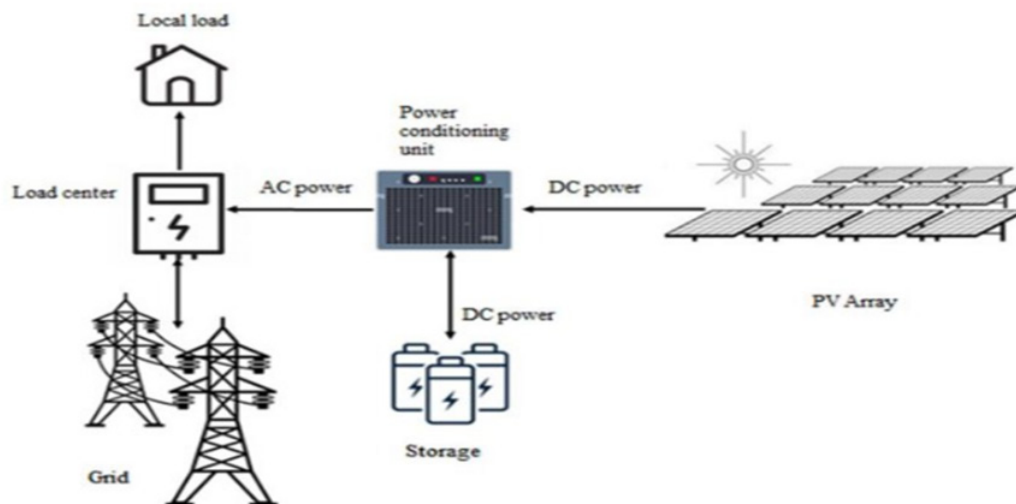 Local load
Power
conditioning
unit
Load center
AC power
DC power
PV Array
DC power
Storage
Grid